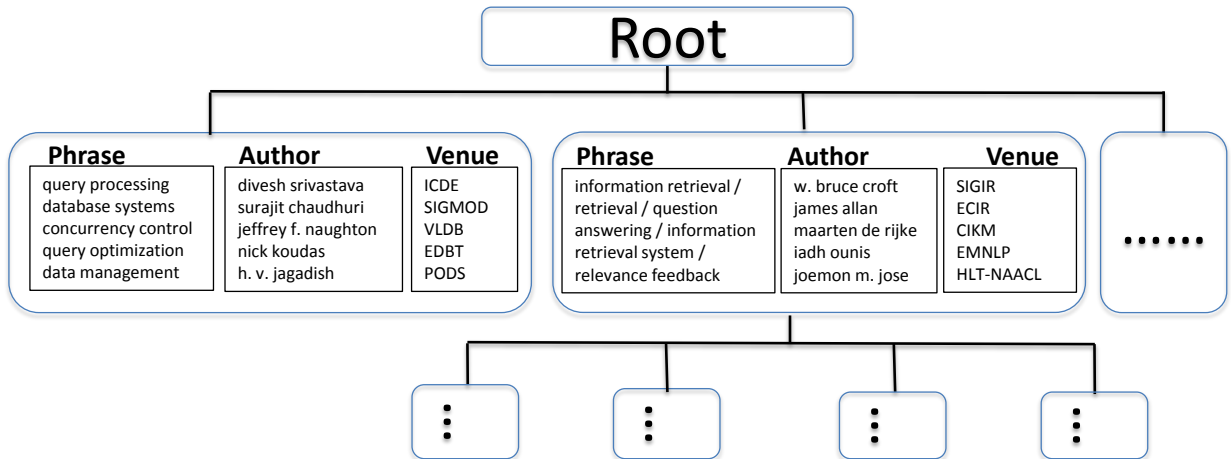 Root
Phrase
query processing
database systems
concurrency control
query optimization
data management
Author
divesh srivastava
surajit chaudhuri
jeffrey f. naughton
nick koudas
h. v. jagadish
Venue
ICDE
SIGMOD
VLDB
EDBT
PODS
Phrase
information retrieval /
retrieval / question
answering / information
retrieval system /
relevance feedback
Author
w. bruce croft
james allan
maarten de rijke
iadh ounis
joemon m. jose
Venue
SIGIR
ECIR
CIKM
EMNLP
HLT-NAACL
......
⋮
⋮
⋮
⋮